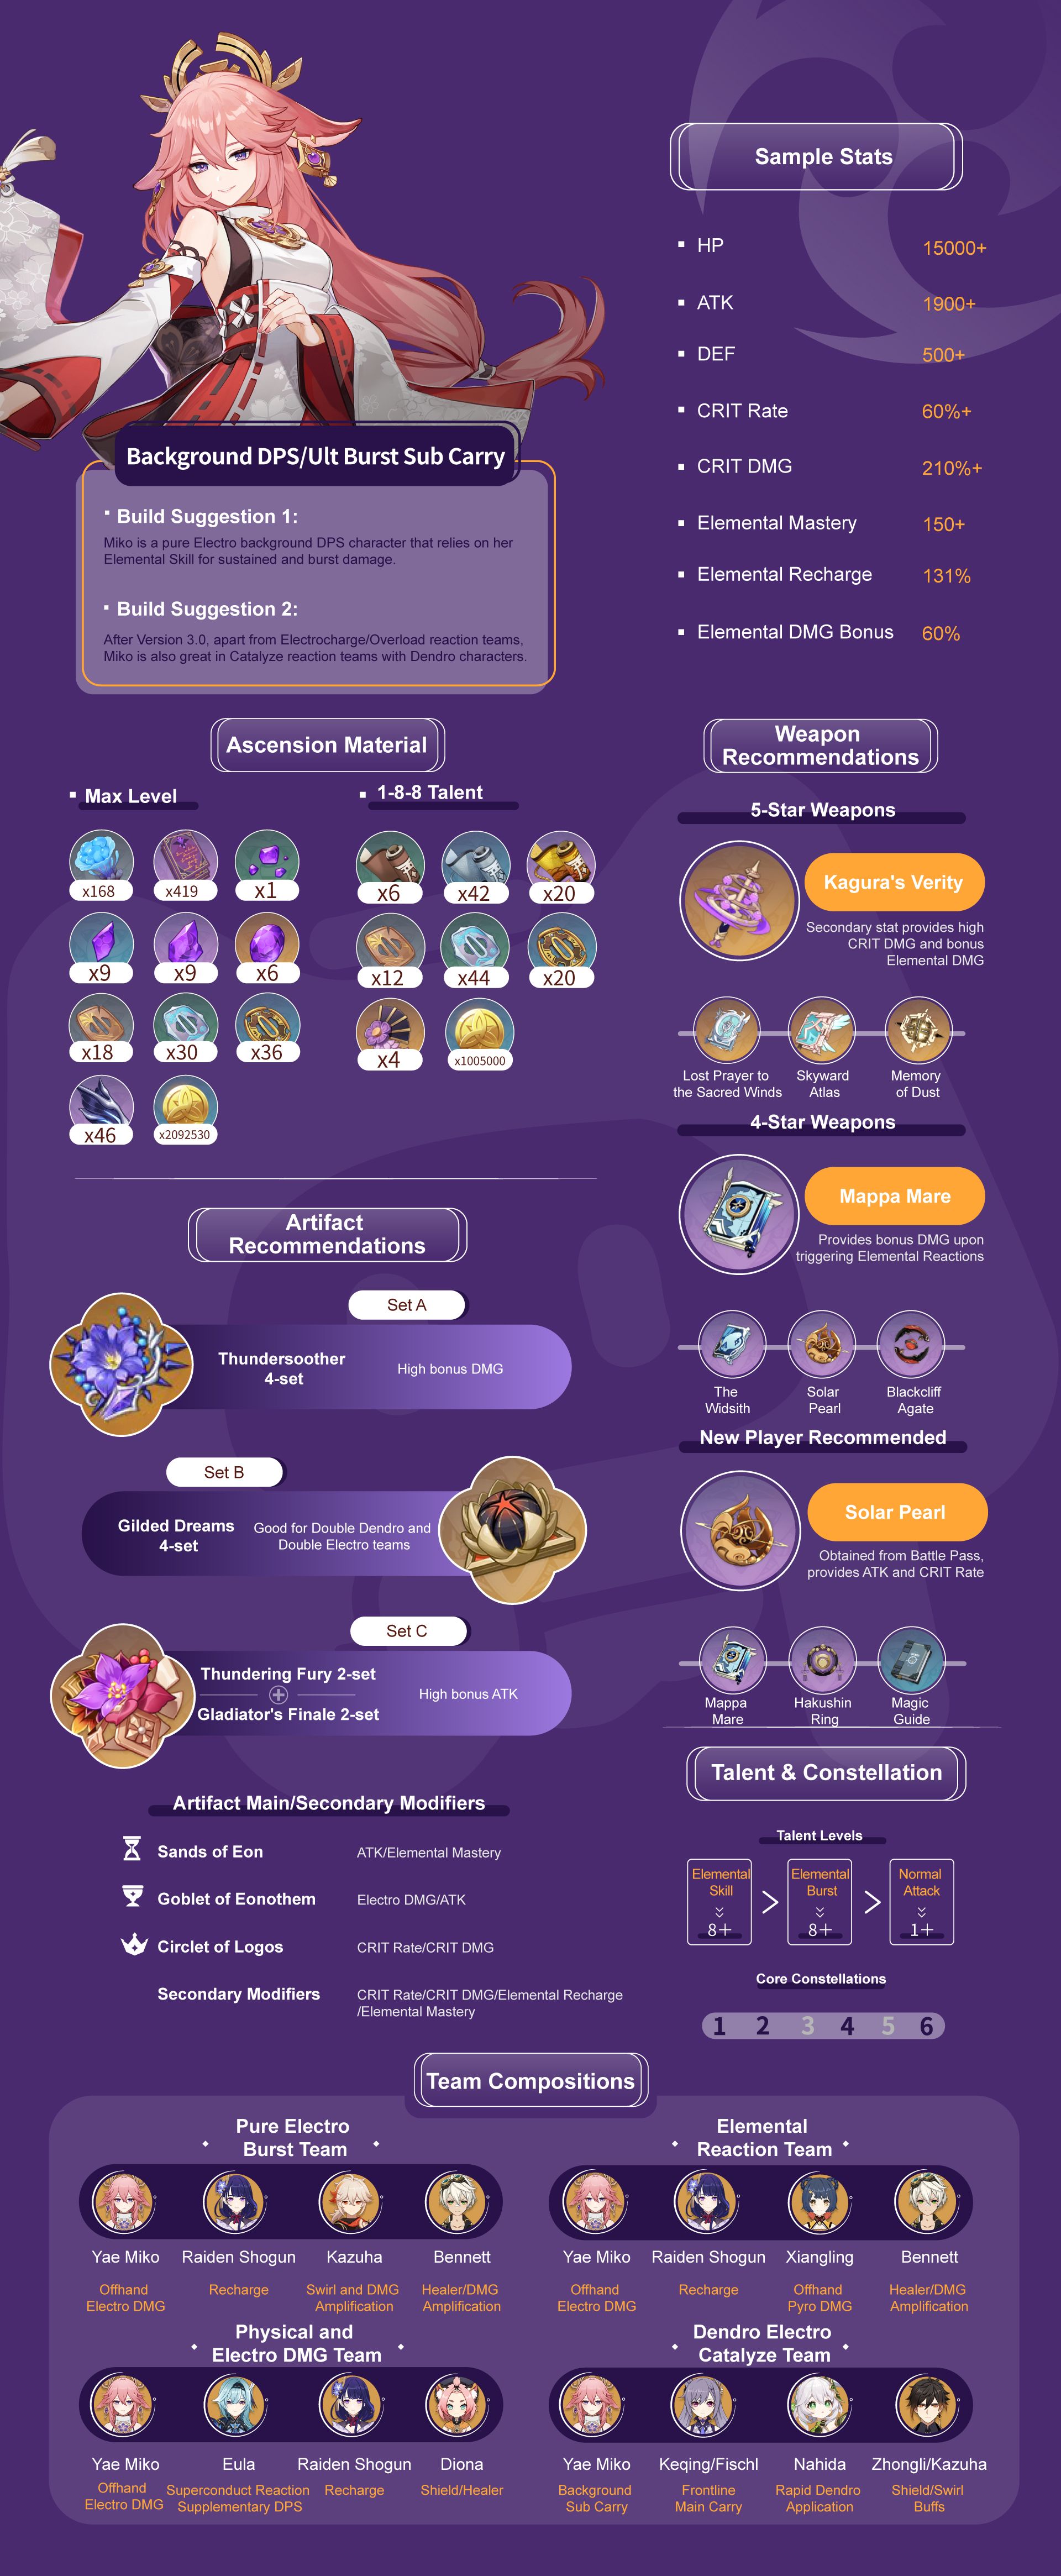 Sample Stats
HP 15000+
ATK 1900+
DEF 500+
CRIT Rate 60%+
CRIT DMG 210%+
Elemental Mastery 150+
Elemental Recharge 131%
Elemental DMG Bonus 60%
Background DPS/Ult Burst Sub Carry
Build Suggestion 1:
Miko is a pure Electro background DPS character that relies on her
Elemental Skill for sustained and burst damage.
Build Suggestion 2:
After Version 3.0, apart from Electrocharge/Overload reaction teams,
Miko is also great in Catalyze reaction teams with Dendro characters.
Ascension Material
Max Level
x168 x419 x1
x9 x9 x6
x18 x30 x36
x46 x2092530
1-8-8 Talent
x6 x42 x20
x12 x44 x20
x4 x1005000
Weapon
Recommendations
5-Star Weapons
Kagura's Verity
Secondary stat provides high
CRIT DMG and bonus
Elemental DMG
Lost Prayer to
the Sacred Winds
Skyward
Atlas
Memory
of Dust
4-Star Weapons
Mappa Mare
Provides bonus DMG upon
triggering Elemental Reactions
The
Widsith
Solar
Pearl
Blackcliff
Agate
New Player Recommended
Solar Pearl
Obtained from Battle Pass,
provides ATK and CRIT Rate
Mappa
Mare
Hakushin
Ring
Magic
Guide
Artifact
Recommendations
Set A
Thundersoother
4-set
High bonus DMG
Set B
Gilded Dreams
4-set
Good for Double Dendro and
Double Electro teams
Set C
Thundering Fury 2-set
Gladiator's Finale 2-set
High bonus ATK
Artifact Main/Secondary Modifiers
Sands of Eon ATK/Elemental Mastery
Goblet of Eonothem Electro DMG/ATK
Circlet of Logos CRIT Rate/CRIT DMG
Secondary Modifiers CRIT Rate/CRIT DMG/Elemental Recharge
/Elemental Mastery
Talent & Constellation
Talent Levels
Elemental
Skill
8+
>
Elemental
Burst
8+
>
Normal
Attack
1+
Core Constellations
1 2 3 4 5 6
Team Compositions
Pure Electro
Burst Team
Yae Miko Raiden Shogun Kazuha Bennett
Offhand
Electro DMG
Recharge
Swirl and DMG
Amplification
Healer/DMG
Amplification
Elemental
Reaction Team
Yae Miko Raiden Shogun Xiangling Bennett
Offhand
Electro DMG
Recharge
Offhand
Pyro DMG
Healer/DMG
Amplification
Physical and
Electro DMG Team
Yae Miko Eula Raiden Shogun Diona
Offhand
Electro DMG
Superconduct Reaction
Supplementary DPS
Recharge
Shield/Healer
Dendro Electro
Catalyze Team
Yae Miko Keqing/Fischl Nahida Zhongli/Kazuha
Background
Sub Carry
Frontline
Main Carry
Rapid Dendro
Application
Shield/Swirl
Buffs